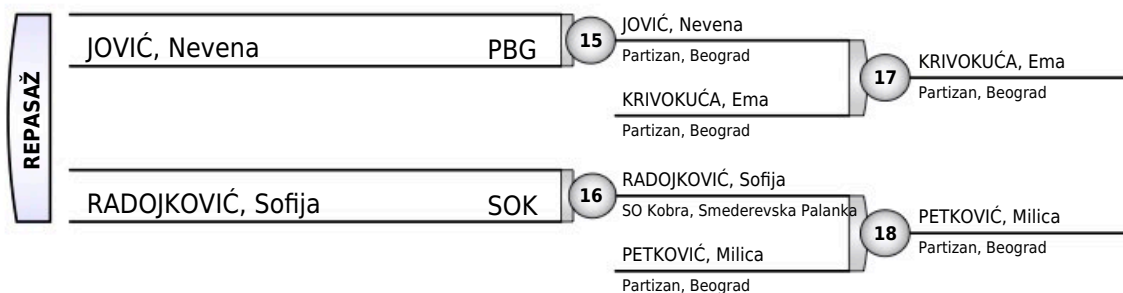 REPASAŽ
JOVIĆ, Nevena PBG
15
JOVIĆ, Nevena
Partizan, Beograd
KRIVOKUĆA, Ema
Partizan, Beograd
17
KRIVOKUĆA, Ema
Partizan, Beograd
RADOJKOVIĆ, Sofija SOK
16
RADOJKOVIĆ, Sofija
SO Kobra, Smederevska Palanka
PETKOVIĆ, Milica
Partizan, Beograd
18
PETKOVIĆ, Milica
Partizan, Beograd